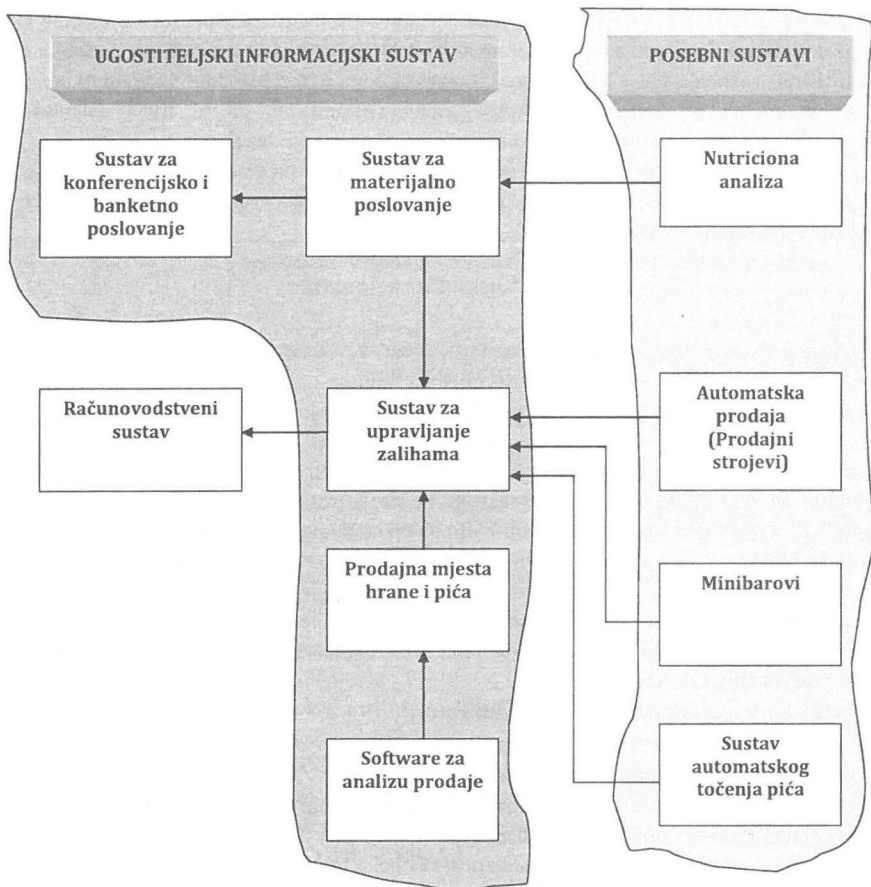 UGOSTITELJSKI INFORMACIJSKI SUSTAV
POSEBNI SUSTAVI
Sustav za
konferencijsko i
banketno
poslovanje
Sustav za
materijalno
poslovanje
Nutriciona
analiza
Računovodstveni
sustav
Sustav za
upravljanje
zalihama
Automatska
prodaja
(Prodajni
strojevi)
Prodajna mjesta
hrane i pića
Minibarovi
Software za
analizu prodaje
Sustav
automatskog
točenja pića